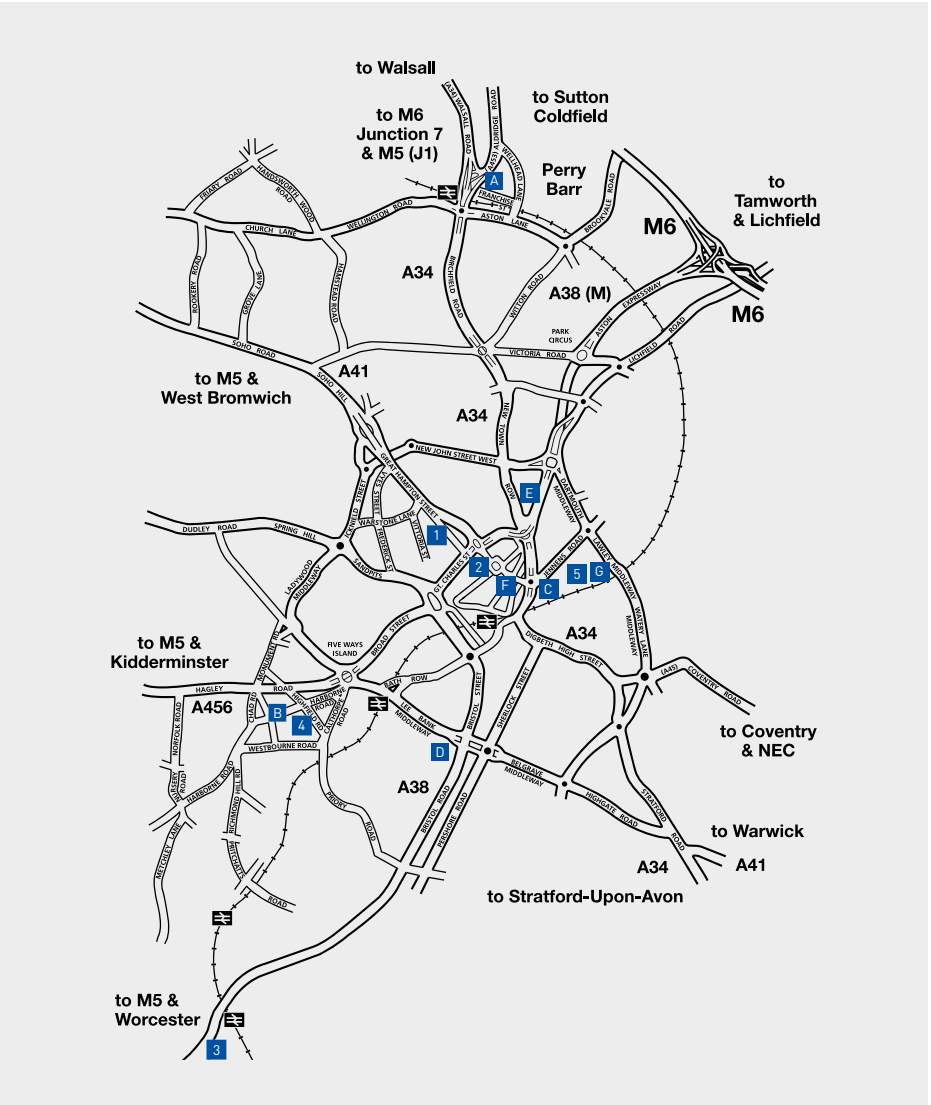 to Walsall
to M6
Junction 7
& M5 (J1)
(A34) WALSALL ROAD
(A453) ALDRIDGE ROAD
to Sutton
Coldfield
WELLHEAD LANE
Perry
Barr
to
Tamworth
& Lichfield
A
FRANCHISE
ST
ASTON LANE
BROOKVALE ROAD
M6
M6
FRIARY ROAD
HANDSWORTH WOOD
ROAD
WELLINGTON ROAD
CHURCH LANE
ROOKERY ROAD
GROVE LANE
HAMSTEAD ROAD
A34
BIRCHFIELD ROAD
WITTON ROAD
A38 (M)
ASTON EXPRESSWAY
PARK
CIRCUS
LICHFIELD ROAD
VICTORIA ROAD
SOHO ROAD
A41
SOHO HILL
to M5 &
West Bromwich
A34
NEW TOWN
ROW
NEW JOHN STREET WEST
GREAT HAMPTON STREET
VYES STREET
ICKNIELD STREET
WARSTONE LANE
VITTORIA ST
FREDERICK ST
E
DARTMOUTH
MIDDLEWAY
1
2
F
C
5
G
JENNENS ROAD
LAWLEY MIDDLEWAY
WATERY LANE
MIDDLEWAY
DUDLEY ROAD
SPRING HILL
SANDPITS
GT. CHARLES ST
LADYWOOD
MIDDLEWAY
A34
DIGBETH HIGH STREET
to M5 &
Kidderminster
MONUMENT RD
FIVE WAYS
ISLAND
BROAD STREET
BATH ROW
(A45) COVENTRY ROAD
to Coventry
& NEC
HAGLEY ROAD
A456
CHAD RD
HIGHFIELD RD
HARBORNE
ROAD
CALTHORPE
ROAD
LEE BANK
MIDDLEWAY
BRISTOL STREET
SHERLOCK STREET
B
4
D
NORFOLK ROAD
WESTBOURNE ROAD
HARBORNE ROAD
RICHMOND HILL RD
METCHLEY LANE
PRITCHATTS
ROAD
PRIORY
ROAD
A38
BRISTOL ROAD
PERSHORE ROAD
BELGRAVE
MIDDLEWAY
HIGHGATE ROAD
STRATFORD
ROAD
to Warwick
A34
A41
to Stratford-Upon-Avon
to M5 &
Worcester
3